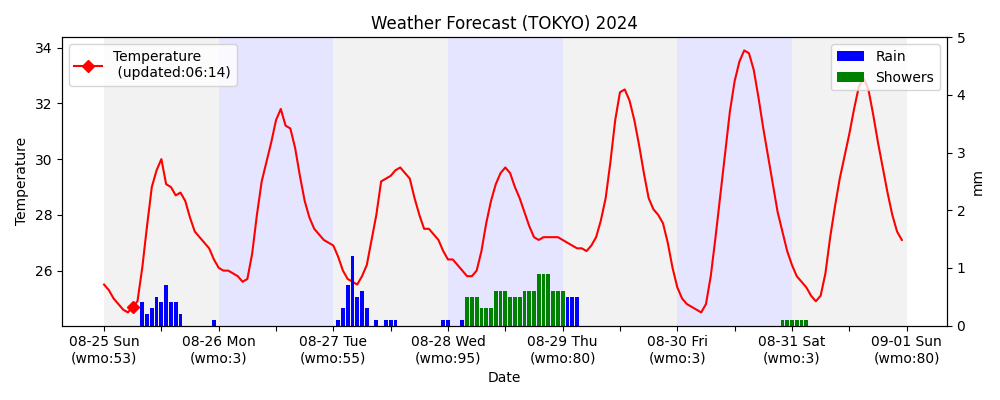 Weather Forecast (TOKYO) 2024
Temperature
(updated:06:14)
Rain
Showers
34
32
30
28
26
Temperature
5
4
3
2
1
0
mm
08-25 Sun
(wmo:53)
08-26 Mon
(wmo:3)
08-27 Tue
(wmo:55)
08-28 Wed
(wmo:95)
08-29 Thu
(wmo:80)
08-30 Fri
(wmo:3)
08-31 Sat
(wmo:3)
09-01 Sun
(wmo:80)
Date